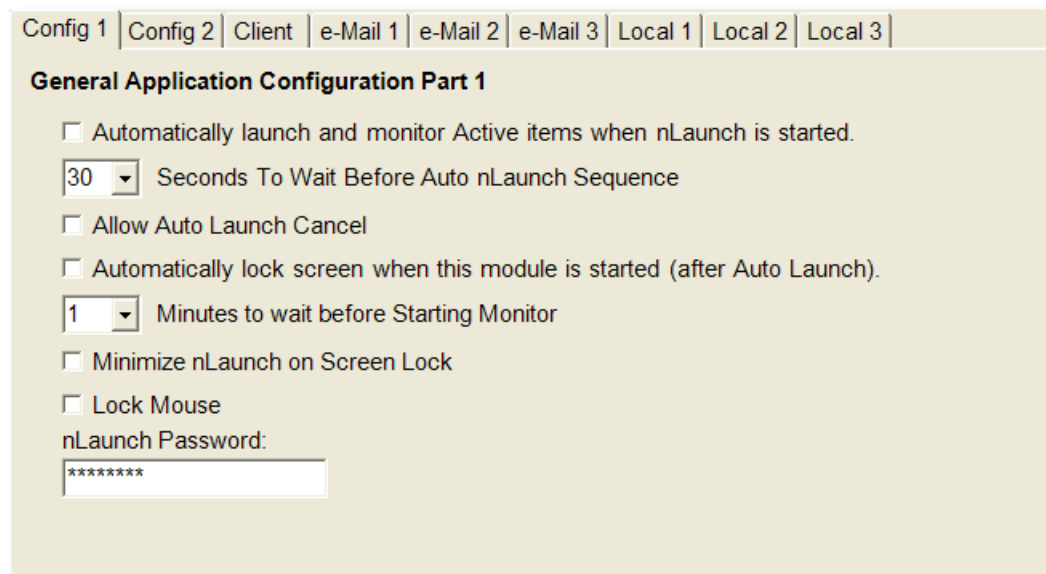 Config 1 Config 2 Client e-Mail 1 e-Mail 2 e-Mail 3 Local 1 Local 2 Local 3
General Application Configuration Part 1
Automatically launch and monitor Active items when nLaunch is started.
30 Seconds To Wait Before Auto nLaunch Sequence
Allow Auto Launch Cancel
Automatically lock screen when this module is started (after Auto Launch).
1 Minutes to wait before Starting Monitor
Minimize nLaunch on Screen Lock
Lock Mouse
nLaunch Password:
********